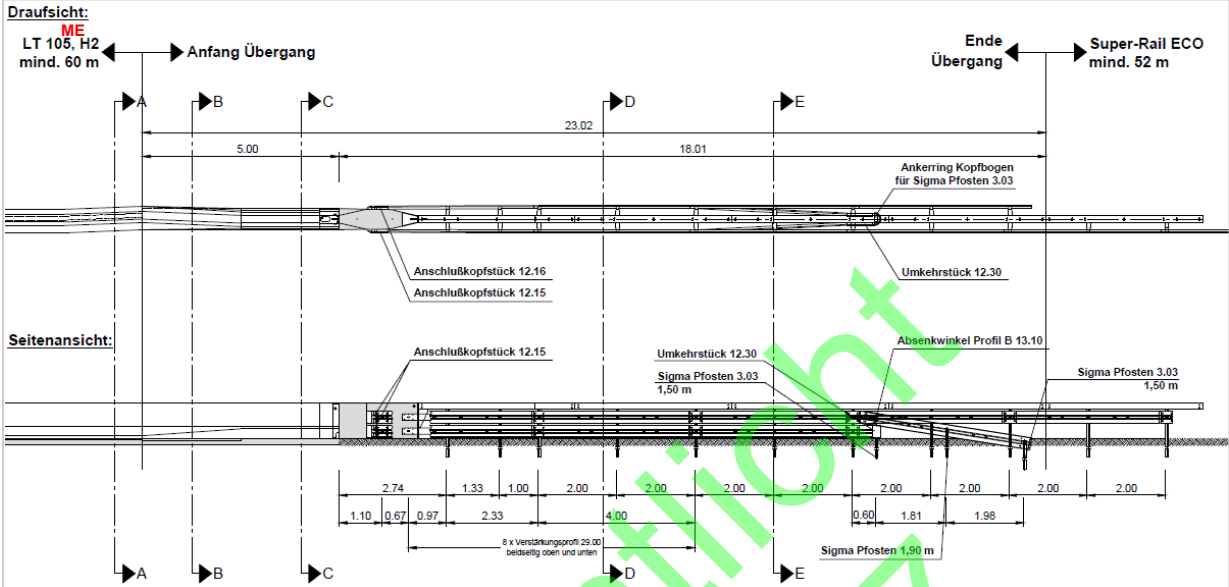 Draufsicht:
ME
LT 105, H2
mind. 60 m
Anfang Übergang
Ende
Übergang
Super-Rail ECO
mind. 52 m
A
B
C
D
E
23.02
5.00
18.01
Ankerring Kopfbogen
für Sigma Pfosten 3.03
Anschlußkopfstück 12.16
Anschlußkopfstück 12.15
Umkehrstück 12.30
Seitenansicht:
Anschlußkopfstück 12.15
Umkehrstück 12.30
Sigma Pfosten 3.03
1,50 m
Absenkwinkel Profil B 13.10
Sigma Pfosten 3.03
1,50 m
2.74
1.33
1.00
2.00
2.00
2.00
2.00
2.00
2.00
2.00
2.00
1.10
0.67
0.97
2.33
4.00
0.60
1.81
1.98
8 x Verstärkungsprofil 29.00
beidseitig oben und unten
Sigma Pfosten 1,90 m
A
B
C
D
E
tlicht
z